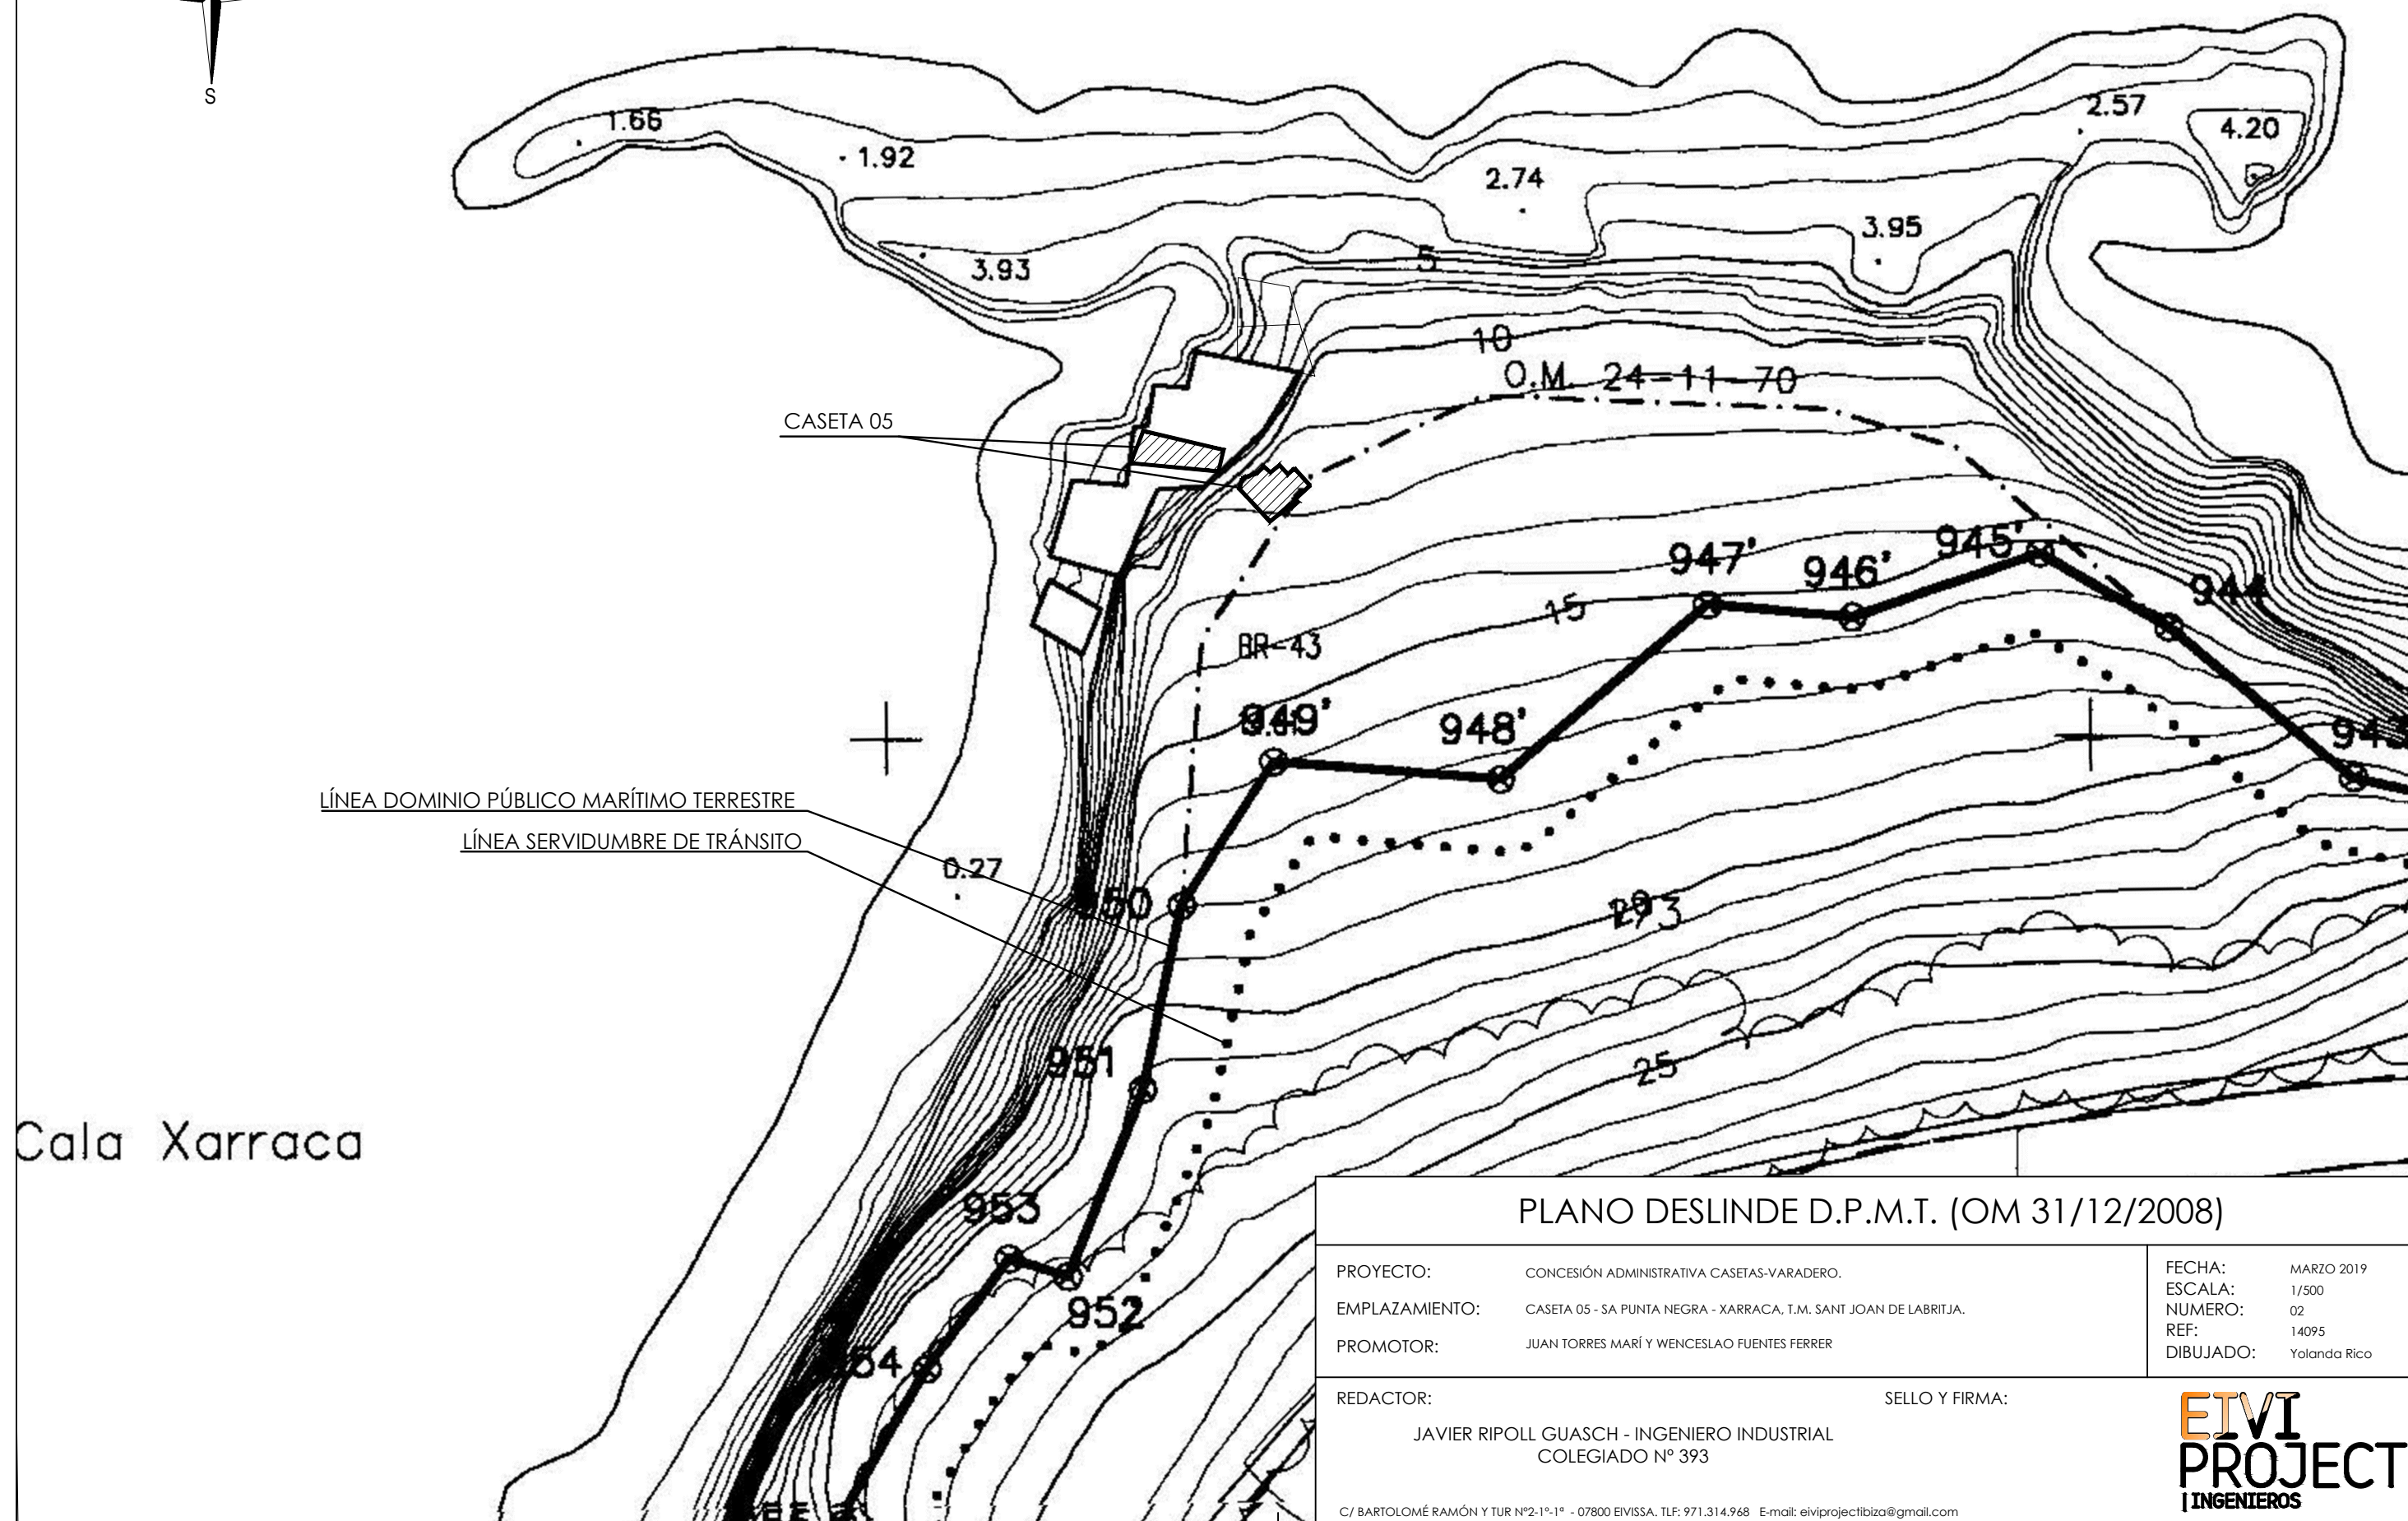 S
1.66
1.92
2.57
4.20
2.74
3.95
3.93
5
10
O.M. 24-11-70
CASETA 05
947'
946'
945'
944
15
BR-43
949'
948'
943
LÍNEA DOMINIO PÚBLICO MARÍTIMO TERRESTRE
LÍNEA SERVIDUMBRE DE TRÁNSITO
0.27
950
951
25
Cala Xarraca
953
952
954
PLANO DESLINDE D.P.M.T. (OM 31/12/2008)
PROYECTO: CONCESIÓN ADMINISTRATIVA CASETAS-VARADERO.
EMPLAZAMIENTO: CASETA 05 - SA PUNTA NEGRA - XARRACA, T.M. SANT JOAN DE LABRITJA.
PROMOTOR: JUAN TORRES MARÍ Y WENCESLAO FUENTES FERRER
FECHA: MARZO 2019
ESCALA: 1/500
NUMERO: 02
REF: 14095
DIBUJADO: Yolanda Rico
REDACTOR:
SELLO Y FIRMA:
JAVIER RIPOLL GUASCH - INGENIERO INDUSTRIAL
COLEGIADO Nº 393
EIVI
PROJECT
| INGENIEROS
C/ BARTOLOMÉ RAMÓN Y TUR Nº2-1º-1ª - 07800 EIVISSA. TLF: 971.314.968 E-mail: eiviprojectibiza@gmail.com